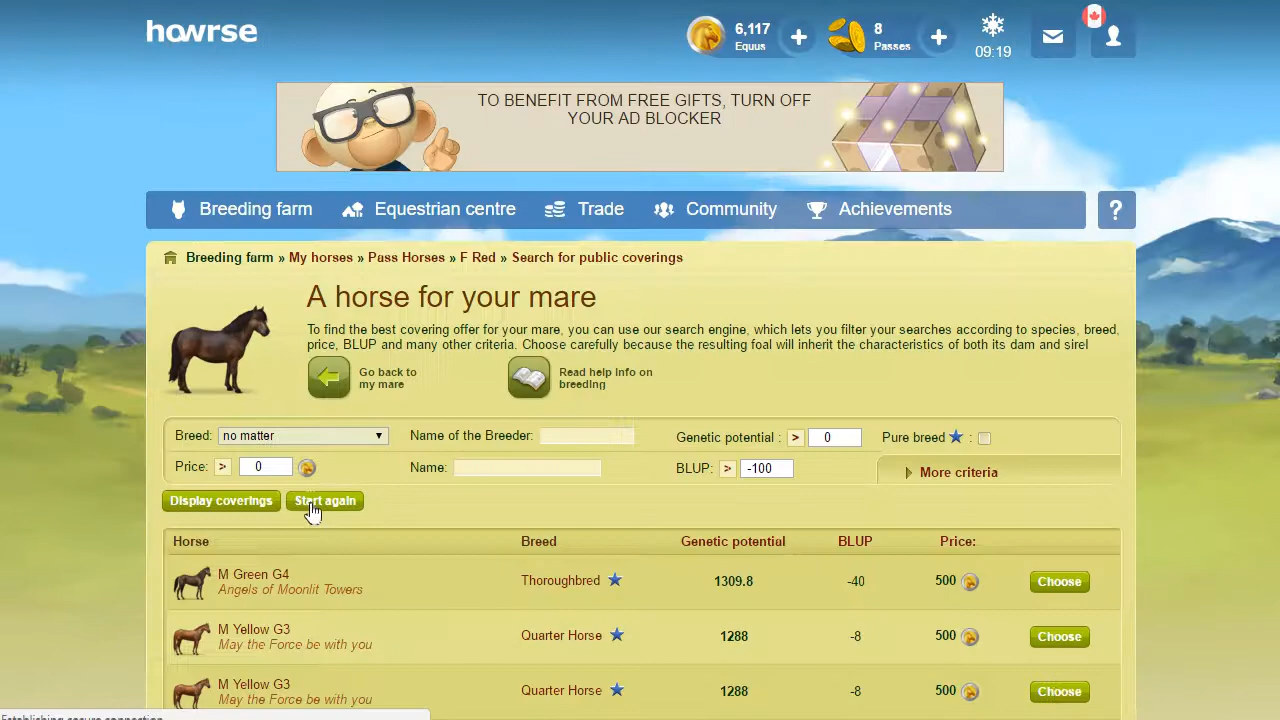 howrse
6,117
Equus
8
Passes
09:19
TO BENEFIT FROM FREE GIFTS, TURN OFF
YOUR AD BLOCKER
Breeding farm
Equestrian centre
Trade
Community
Achievements
?
Breeding farm » My horses » Pass Horses » F Red » Search for public coverings
A horse for your mare
To find the best covering offer for your mare, you can use our search engine, which lets you filter your searches according to species, breed,
price, BLUP and many other criteria. Choose carefully because the resulting foal will inherit the characteristics of both its dam and sire!
Go back to
my mare
Read help info on
breeding
Breed: no matter
Name of the Breeder:
Genetic potential : > 0
Pure breed :
Price: > 0
Name:
BLUP: > -100
More criteria
Display coverings
Start again
Horse Breed Genetic potential BLUP Price:
M Green G4
Angels of Moonlit Towers
Thoroughbred 1309.8 -40 500 Choose
M Yellow G3
May the Force be with you
Quarter Horse 1288 -8 500 Choose
M Yellow G3
May the Force be with you
Quarter Horse 1288 -8 500 Choose
Establishing secure connection